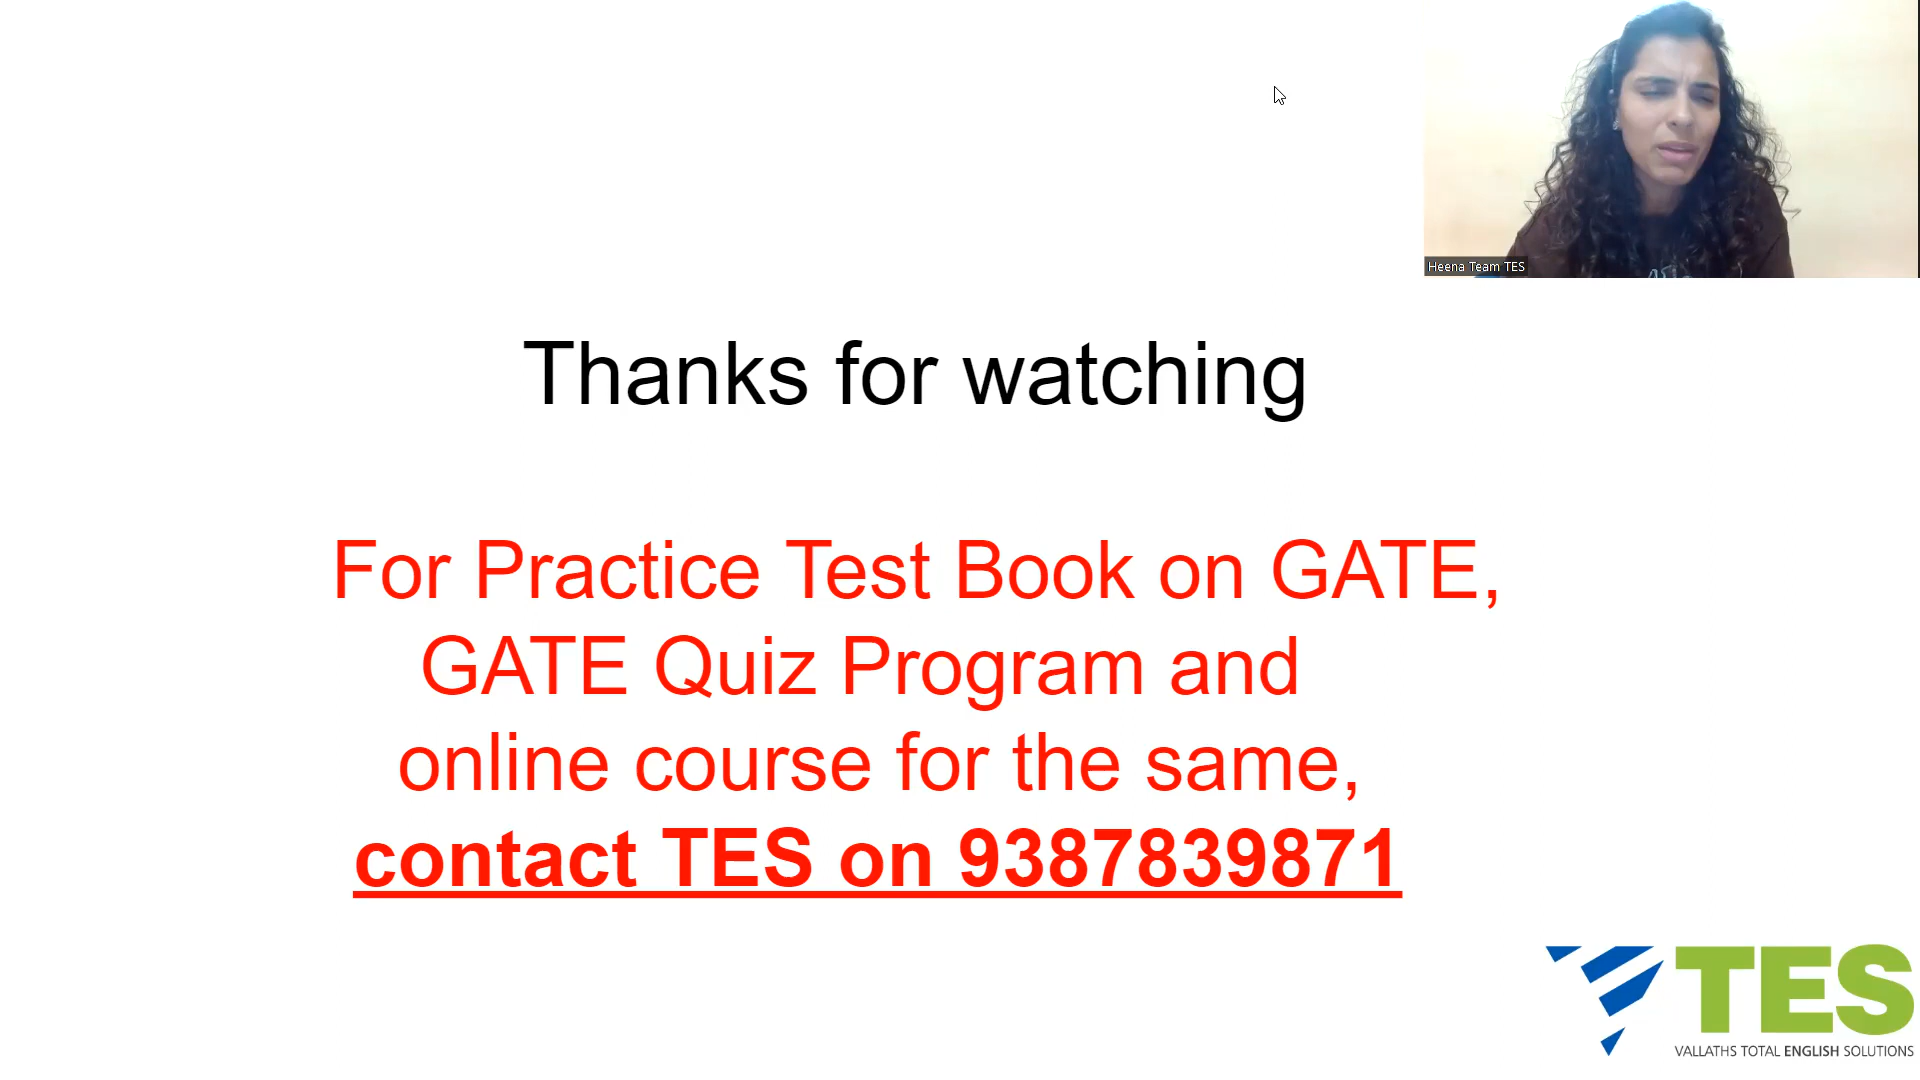 Heena Team TES
Thanks for watching
For Practice Test Book on GATE,
GATE Quiz Program and
online course for the same,
contact TES on 9387839871
TES
VALLATHS TOTAL ENGLISH SOLUTIONS